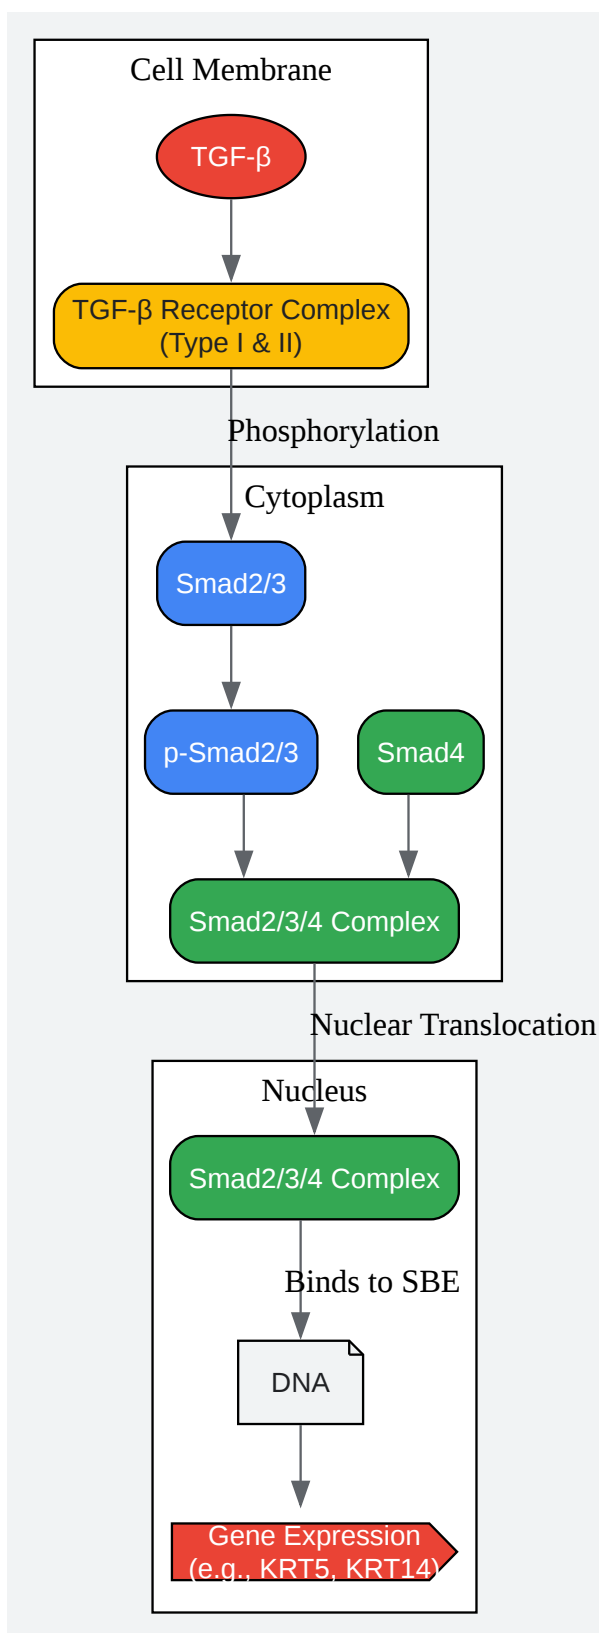 Cell Membrane
TGF-β
TGF-β Receptor Complex
(Type I & II)
Phosphorylation
Cytoplasm
Smad2/3
p-Smad2/3
Smad4
Smad2/3/4 Complex
Nuclear Translocation
Nucleus
Smad2/3/4 Complex
Binds to SBE
DNA
Gene Expression
(e.g., KRT5, KRT14)